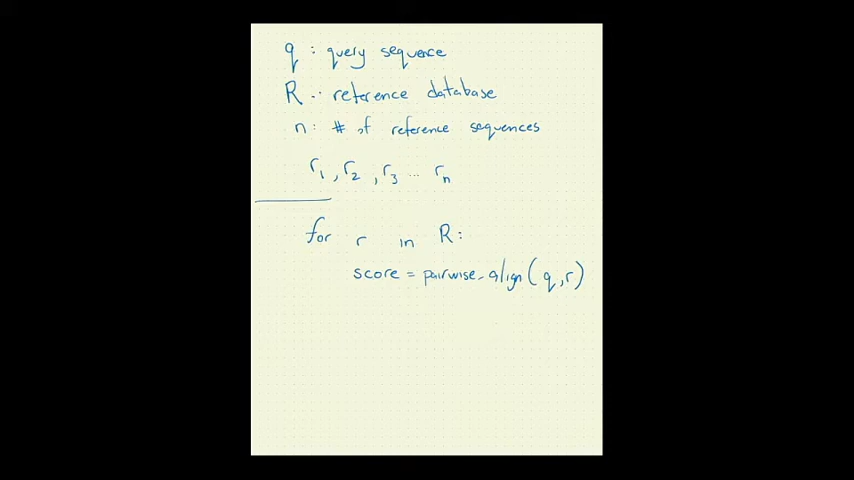 q : query sequence
R : reference database
n : # of reference sequences
r1, r2, r3 ... rn
for r in R:
score = pairwise_align(q,r)